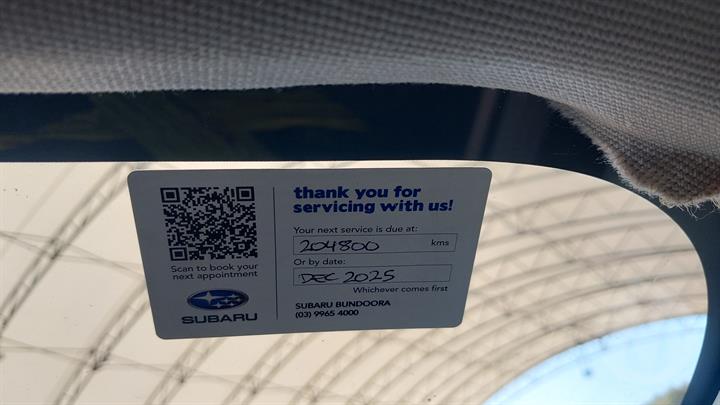 thank you for
servicing with us!
Your next service is due at:
204800 kms
Or by date:
DEC 2025
Whichever comes first
SUBARU BUNDOORA
(03) 9965 4000
Scan to book your
next appointment
SUBARU